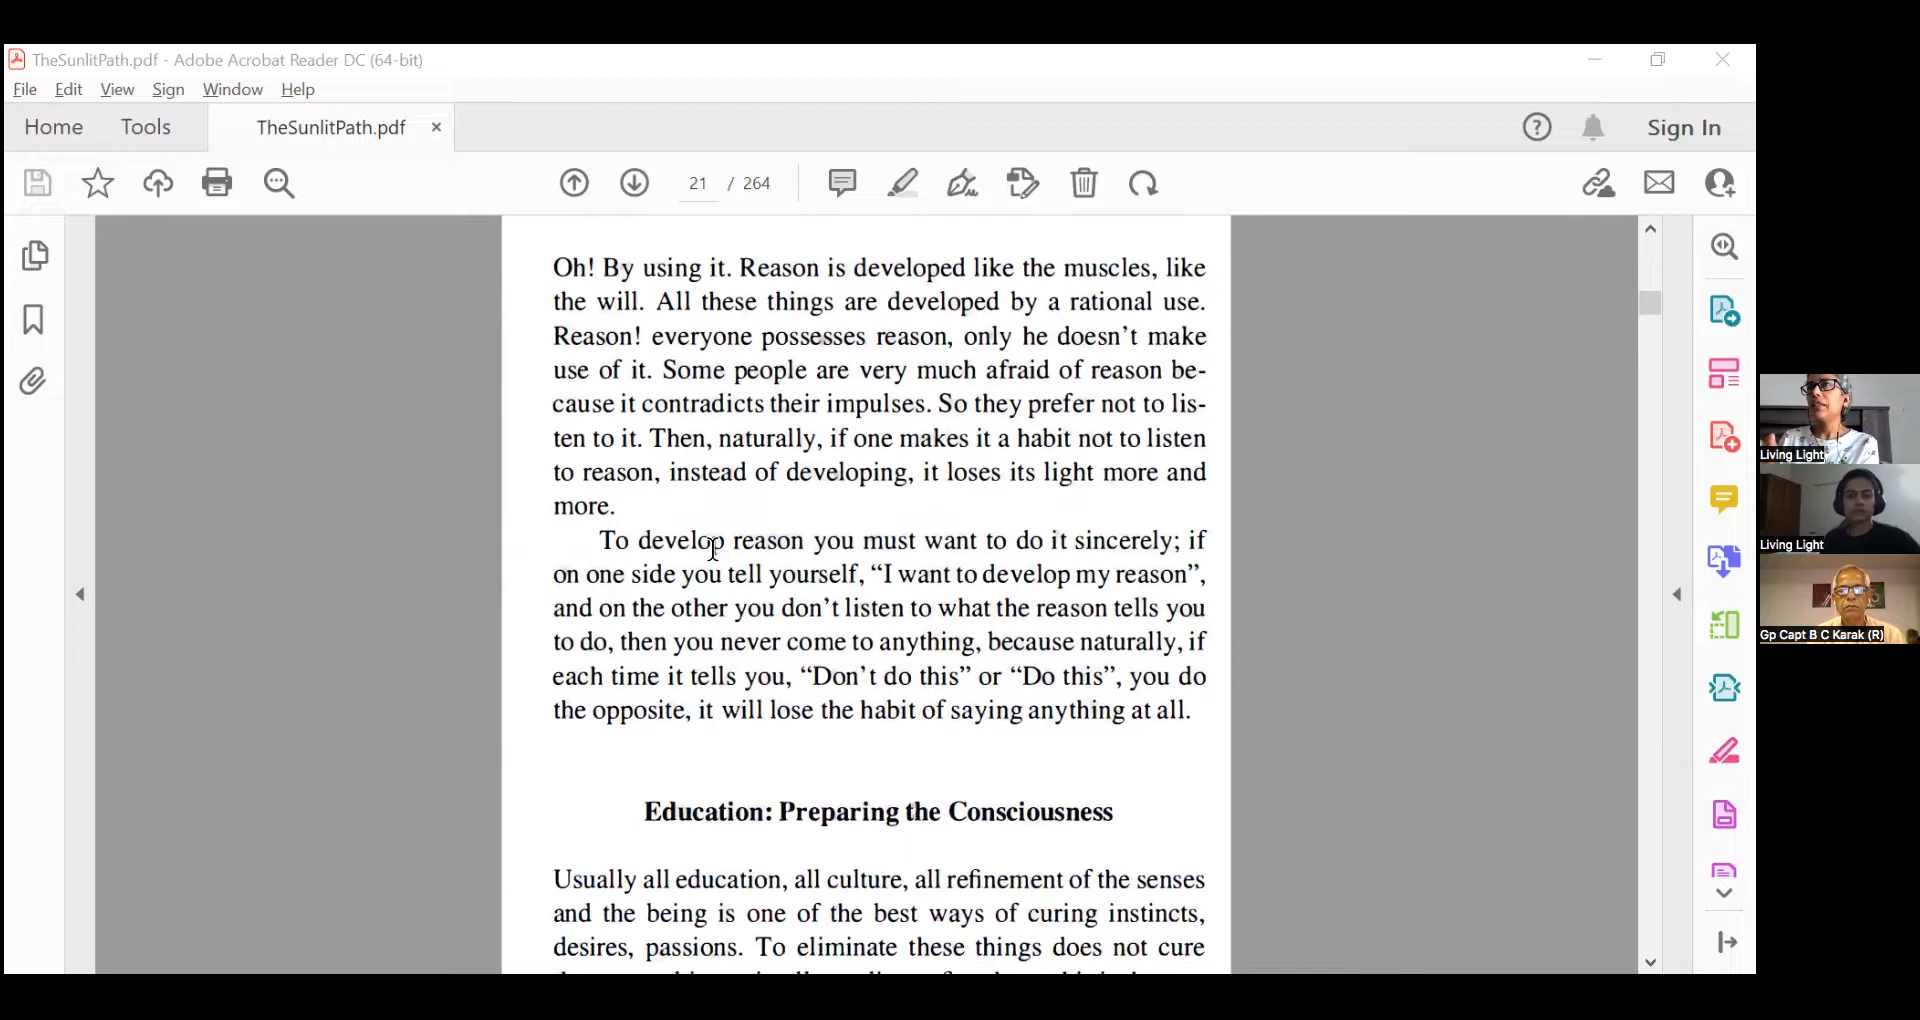 TheSunlitPath.pdf - Adobe Acrobat Reader DC (64-bit)
File Edit View Sign Window Help
Home Tools TheSunlitPath.pdf × Sign In
21 / 264
Oh! By using it. Reason is developed like the muscles, like
the will. All these things are developed by a rational use.
Reason! everyone possesses reason, only he doesn’t make
use of it. Some people are very much afraid of reason be-
cause it contradicts their impulses. So they prefer not to lis-
ten to it. Then, naturally, if one makes it a habit not to listen
to reason, instead of developing, it loses its light more and
more.
To develop reason you must want to do it sincerely; if
on one side you tell yourself, “I want to develop my reason”,
and on the other you don’t listen to what the reason tells you
to do, then you never come to anything, because naturally, if
each time it tells you, “Don’t do this” or “Do this”, you do
the opposite, it will lose the habit of saying anything at all.
Education: Preparing the Consciousness
Usually all education, all culture, all refinement of the senses
and the being is one of the best ways of curing instincts,
desires, passions. To eliminate these things does not cure
Living Light
Living Light
Gp Capt B C Karak (R)